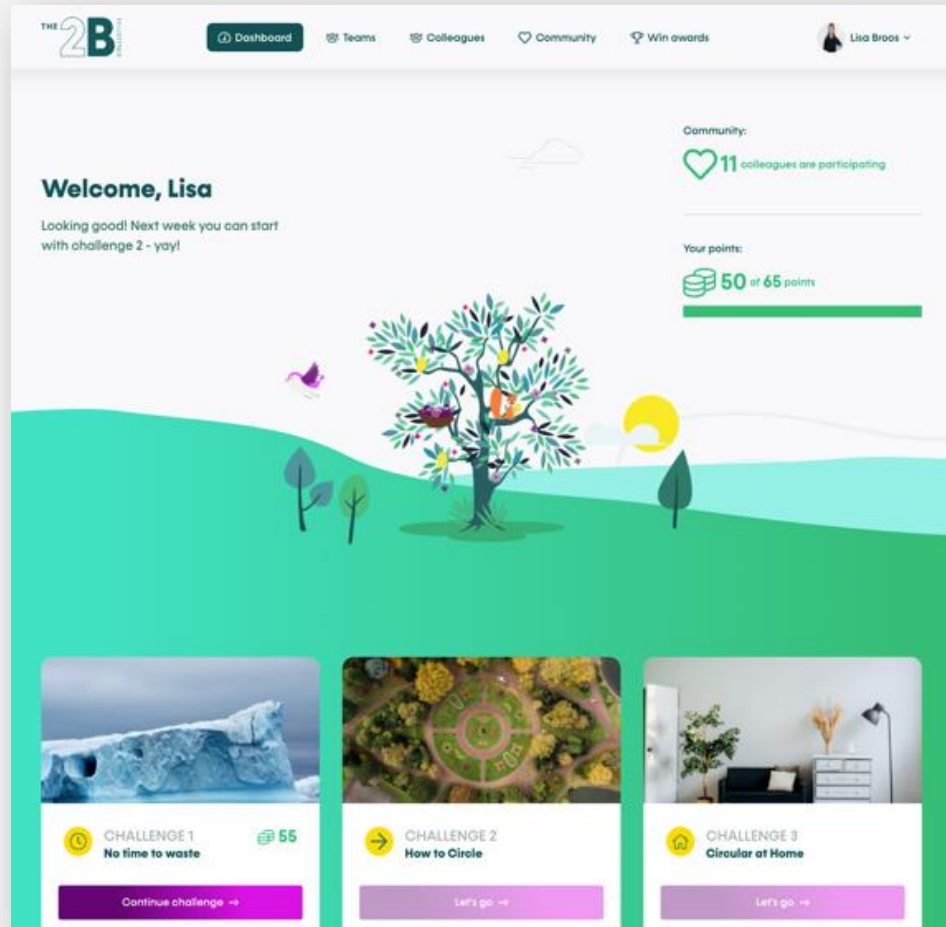 THE 2B COLLECTIVE
Dashboard
Teams
Colleagues
Community
Win awards
Lisa Broos
Welcome, Lisa
Looking good! Next week you can start
with challenge 2 - yay!
Community:
11 colleagues are participating
Your points:
50 of 65 points
CHALLENGE 1
55
No time to waste
Continue challenge →
CHALLENGE 2
How to Circle
Let's go →
CHALLENGE 3
Circular at Home
Let's go →